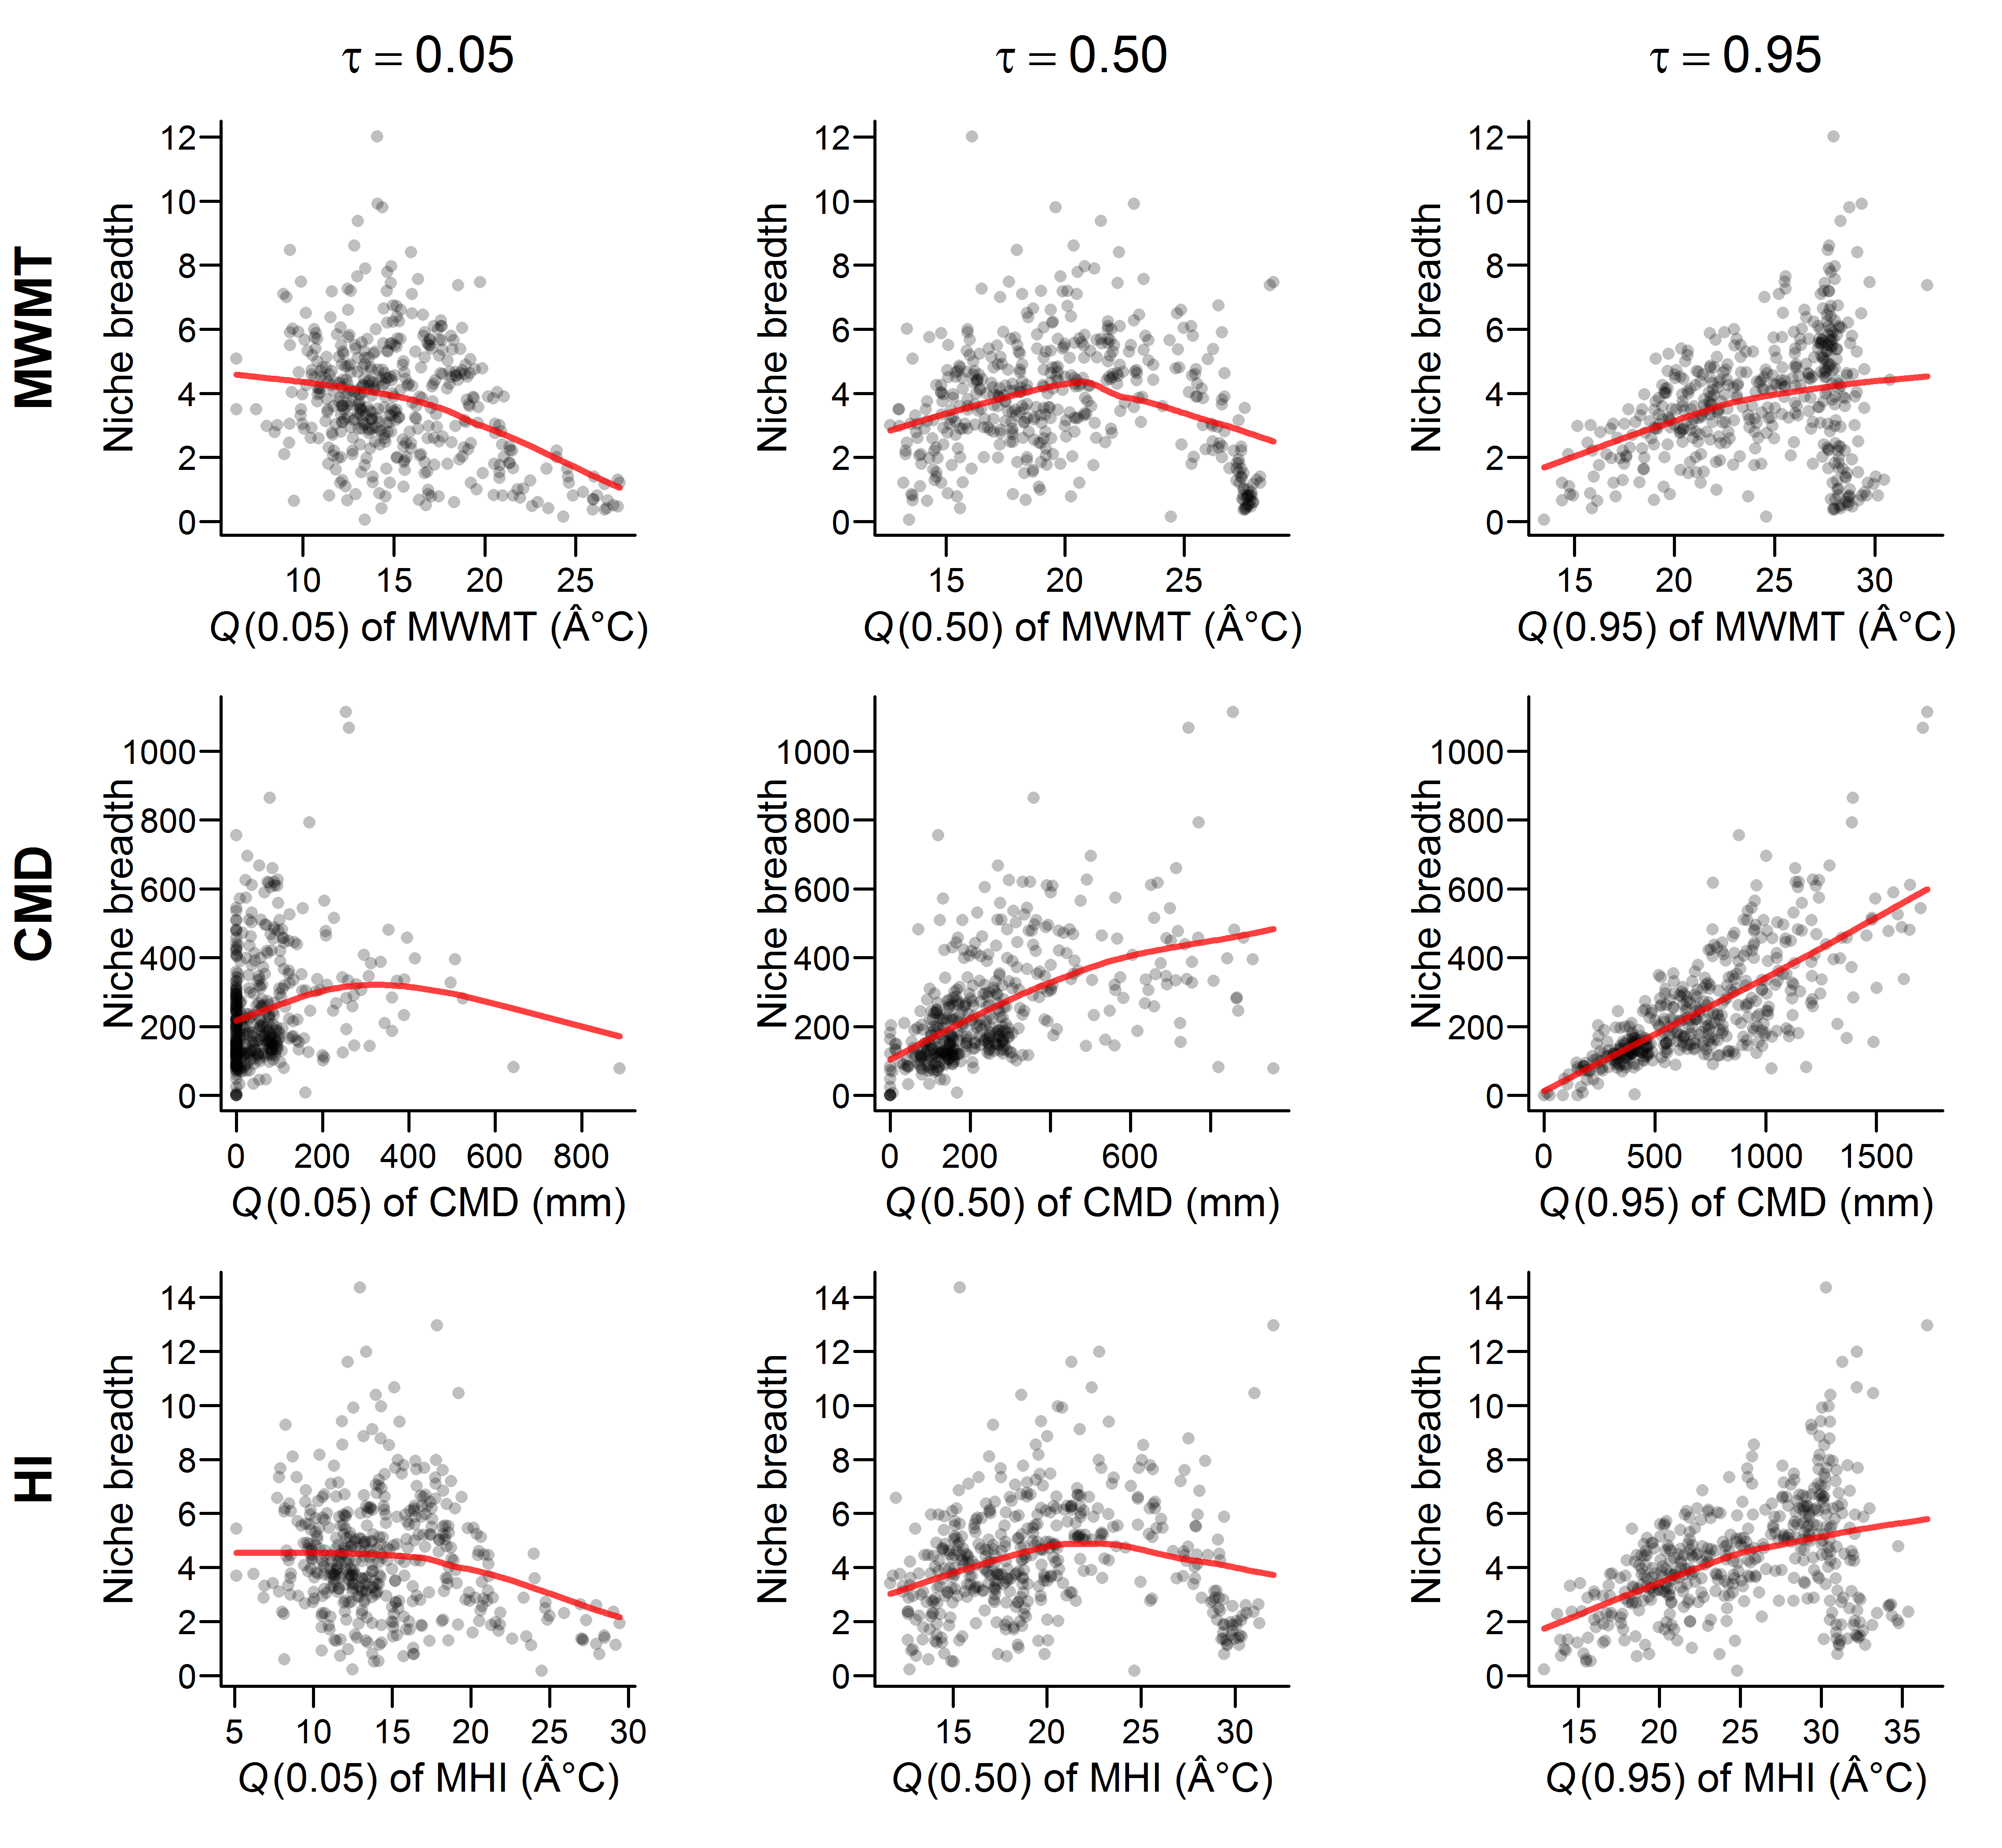 τ = 0.05
τ = 0.50
τ = 0.95
MWMT
Niche breadth
0 2 4 6 8 10 12
10 15 20 25
Q(0.05) of MWMT (Â°C)
Niche breadth
0 2 4 6 8 10 12
15 20 25
Q(0.50) of MWMT (Â°C)
Niche breadth
0 2 4 6 8 10 12
15 20 25 30
Q(0.95) of MWMT (Â°C)
CMD
Niche breadth
0 200 400 600 800 1000
0 200 400 600 800
Q(0.05) of CMD (mm)
Niche breadth
0 200 400 600 800 1000
0 200 600
Q(0.50) of CMD (mm)
Niche breadth
0 200 400 600 800 1000
0 500 1000 1500
Q(0.95) of CMD (mm)
HI
Niche breadth
0 2 4 6 8 10 12 14
5 10 15 20 25 30
Q(0.05) of MHI (Â°C)
Niche breadth
0 2 4 6 8 10 12 14
15 20 25 30
Q(0.50) of MHI (Â°C)
Niche breadth
0 2 4 6 8 10 12 14
15 20 25 30 35
Q(0.95) of MHI (Â°C)